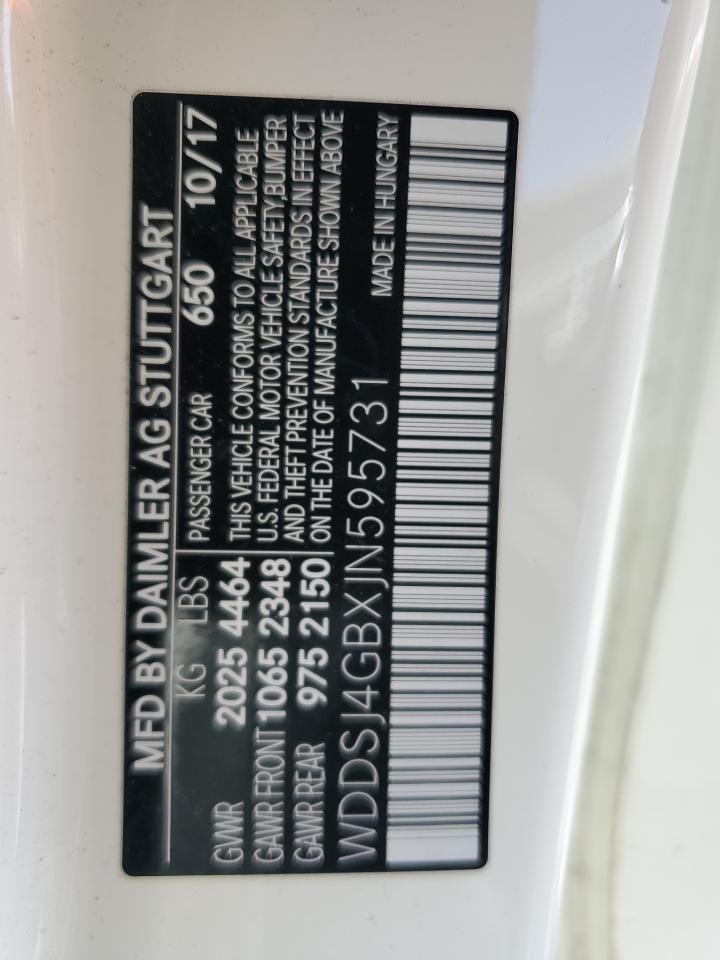 MFD BY DAIMLER AG STUTTGART
KG LBS PASSENGER CAR 650 10/17
GVWR 2025 4464 THIS VEHICLE CONFORMS TO ALL APPLICABLE
GAWR FRONT 1065 2348 U.S. FEDERAL MOTOR VEHICLE SAFETY,BUMPER
GAWR REAR 975 2150 AND THEFT PREVENTION STANDARDS IN EFFECT
ON THE DATE OF MANUFACTURE SHOWN ABOVE
WDDSJ4GBXJN595731 MADE IN HUNGARY